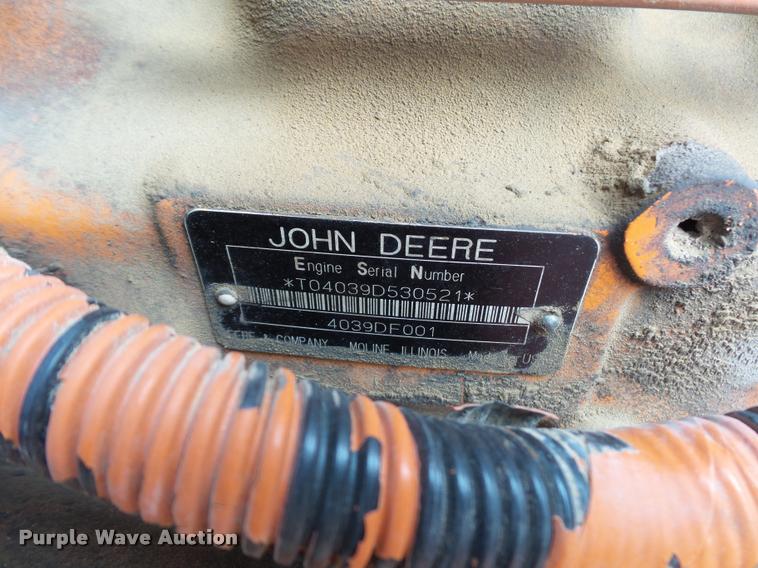 JOHN DEERE
Engine Serial Number
*T04039D530521*
4039DF001
& COMPANY MOLINE ILLINOIS
Purple Wave Auction